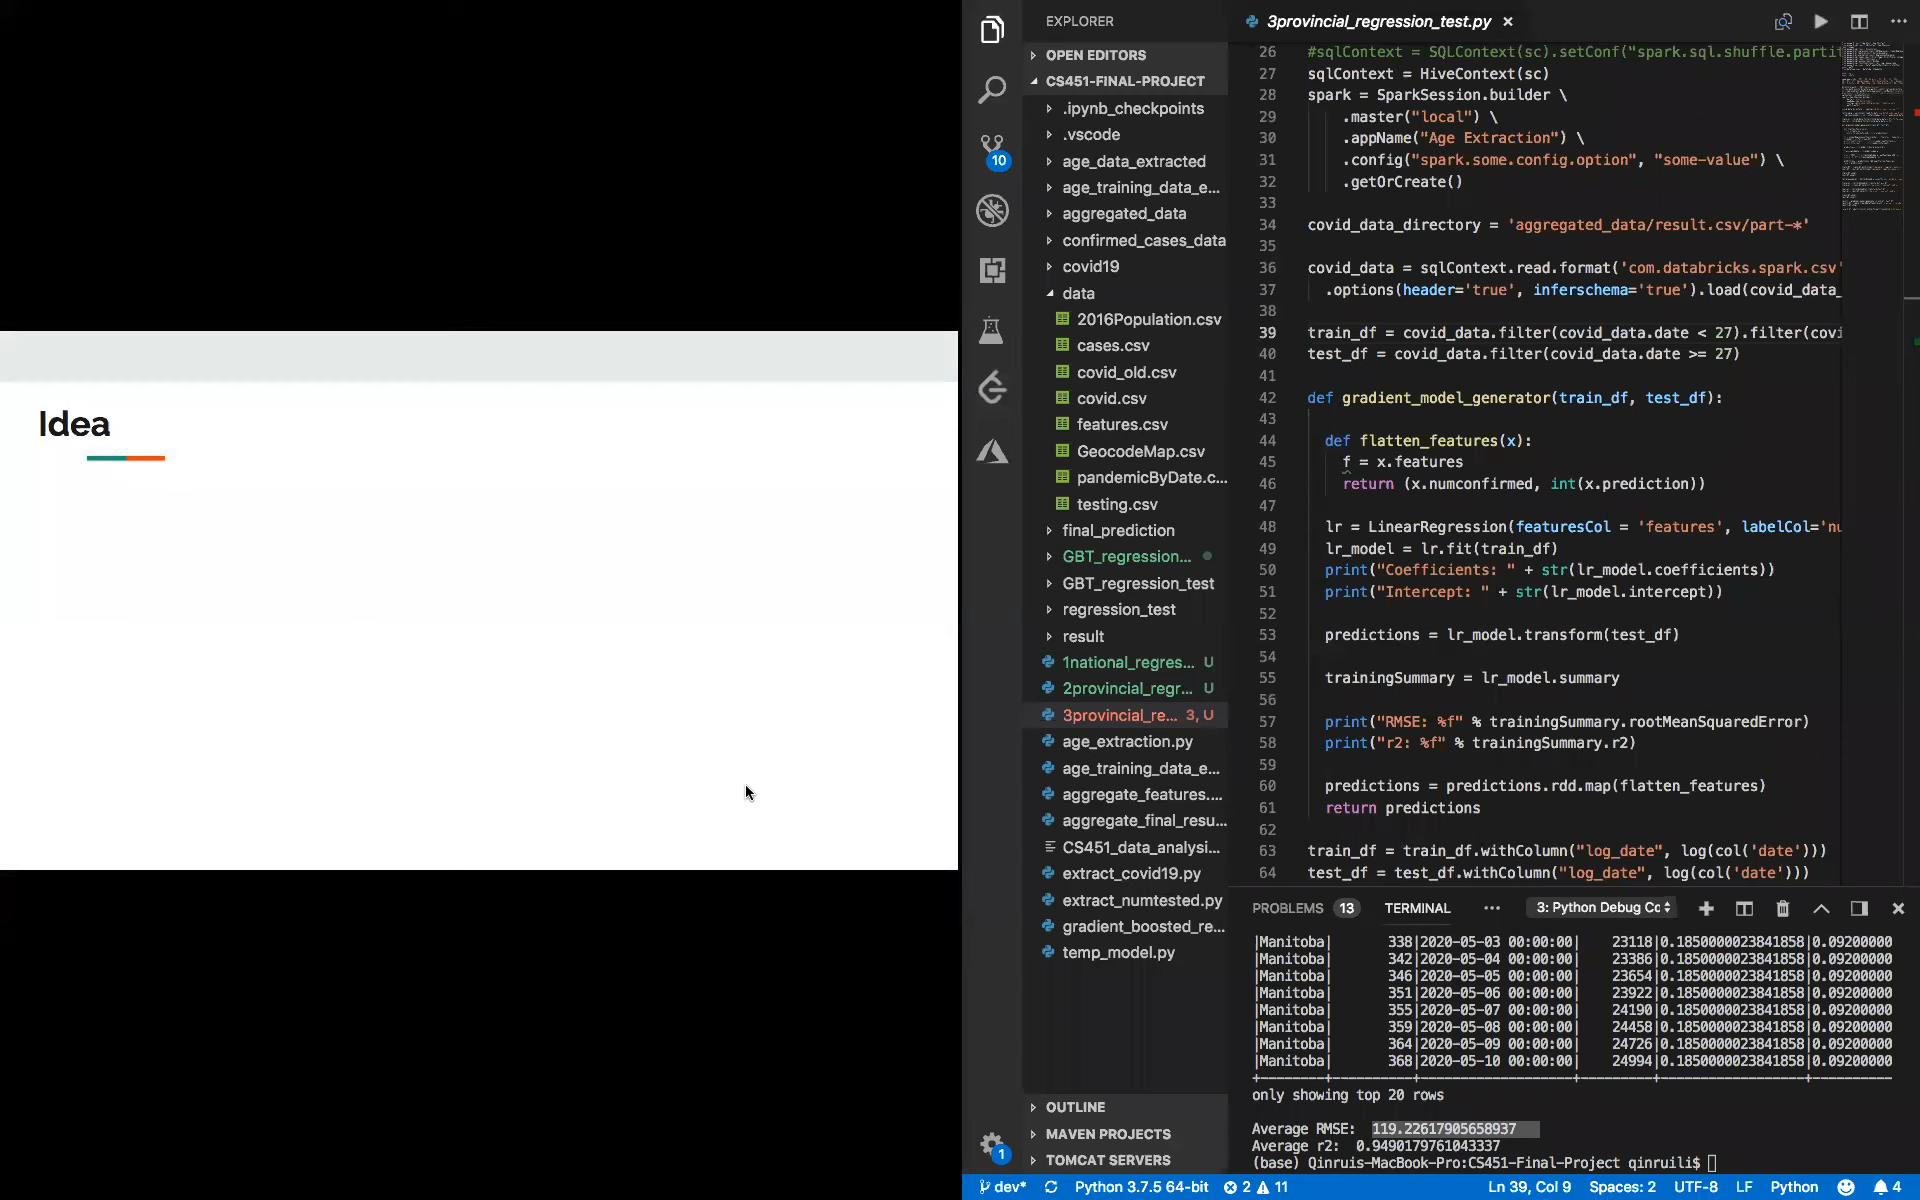 Idea
EXPLORER
OPEN EDITORS
CS451-FINAL-PROJECT
.ipynb_checkpoints
.vscode
age_data_extracted
age_training_data_e...
aggregated_data
confirmed_cases_data
covid19
data
2016Population.csv
cases.csv
covid_old.csv
covid.csv
features.csv
GeocodeMap.csv
pandemicByDate.c...
testing.csv
final_prediction
GBT_regression...
GBT_regression_test
regression_test
result
1national_regres... U
2provincial_regr... U
3provincial_re... 3, U
age_extraction.py
age_training_data_e...
aggregate_features....
aggregate_final_resu...
CS451_data_analysi...
extract_covid19.py
extract_numtested.py
gradient_boosted_re...
temp_model.py
OUTLINE
MAVEN PROJECTS
TOMCAT SERVERS
10
1
3provincial_regression_test.py
26 #sqlContext = SQLContext(sc).setConf("spark.sql.shuffle.parti
27 sqlContext = HiveContext(sc)
28 spark = SparkSession.builder \
29 .master("local") \
30 .appName("Age Extraction") \
31 .config("spark.some.config.option", "some-value") \
32 .getOrCreate()
33
34 covid_data_directory = 'aggregated_data/result.csv/part-*'
35
36 covid_data = sqlContext.read.format('com.databricks.spark.csv'
37 .options(header='true', inferschema='true').load(covid_data_
38
39 train_df = covid_data.filter(covid_data.date < 27).filter(covi
40 test_df = covid_data.filter(covid_data.date >= 27)
41
42 def gradient_model_generator(train_df, test_df):
43
44 def flatten_features(x):
45 f = x.features
46 return (x.numconfirmed, int(x.prediction))
47
48 lr = LinearRegression(featuresCol = 'features', labelCol='nu
49 lr_model = lr.fit(train_df)
50 print("Coefficients: " + str(lr_model.coefficients))
51 print("Intercept: " + str(lr_model.intercept))
52
53 predictions = lr_model.transform(test_df)
54
55 trainingSummary = lr_model.summary
56
57 print("RMSE: %f" % trainingSummary.rootMeanSquaredError)
58 print("r2: %f" % trainingSummary.r2)
59
60 predictions = predictions.rdd.map(flatten_features)
61 return predictions
62
63 train_df = train_df.withColumn("log_date", log(col('date')))
64 test_df = test_df.withColumn("log_date", log(col('date')))
PROBLEMS 13 TERMINAL ... 3: Python Debug Cc
|Manitoba| 338|2020-05-03 00:00:00| 23118|0.1850000023841858|0.09200000
|Manitoba| 342|2020-05-04 00:00:00| 23386|0.1850000023841858|0.09200000
|Manitoba| 346|2020-05-05 00:00:00| 23654|0.1850000023841858|0.09200000
|Manitoba| 351|2020-05-06 00:00:00| 23922|0.1850000023841858|0.09200000
|Manitoba| 355|2020-05-07 00:00:00| 24190|0.1850000023841858|0.09200000
|Manitoba| 359|2020-05-08 00:00:00| 24458|0.1850000023841858|0.09200000
|Manitoba| 364|2020-05-09 00:00:00| 24726|0.1850000023841858|0.09200000
|Manitoba| 368|2020-05-10 00:00:00| 24994|0.1850000023841858|0.09200000
+--------+------------+-------------------+---------+------------------+----------
only showing top 20 rows
Average RMSE: 119.22617905658937
Average r2: 0.9490179761043337
(base) Qinruis-MacBook-Pro:CS451-Final-Project qinruili$
dev* Python 3.7.5 64-bit 2 11 Ln 39, Col 9 Spaces: 2 UTF-8 LF Python 4